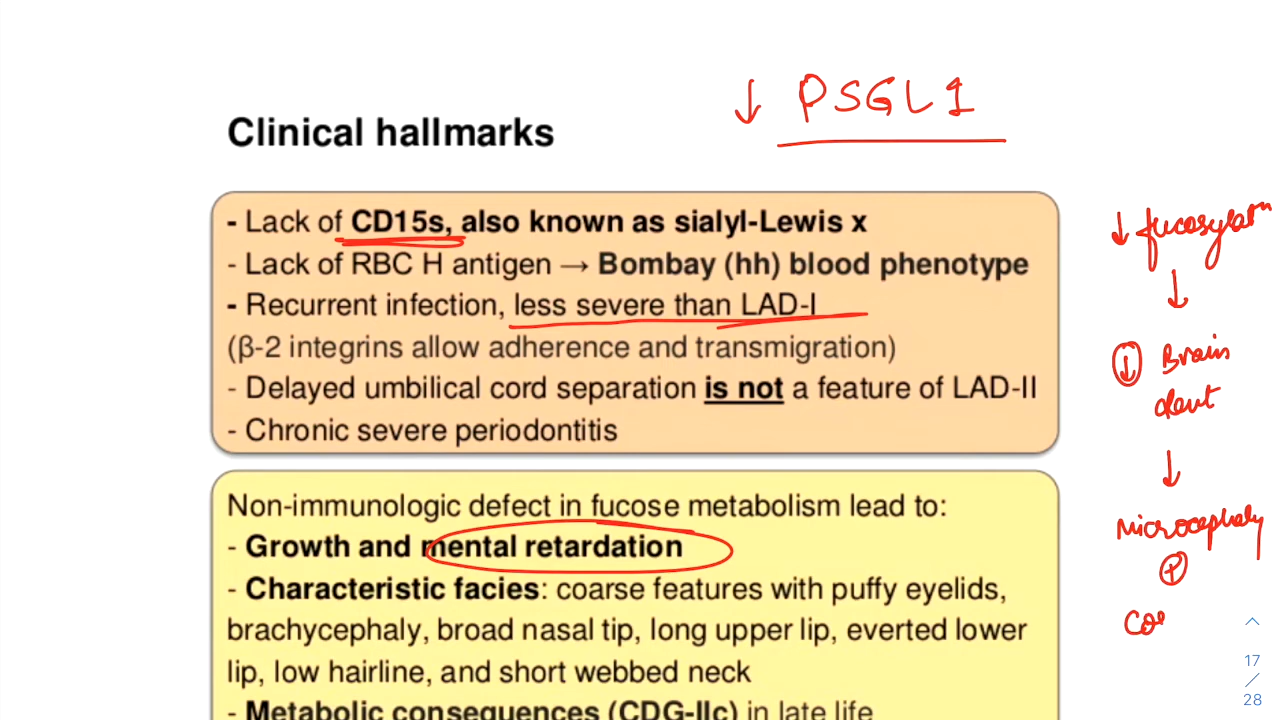 ↓ PSGL1
Clinical hallmarks
- Lack of CD15s, also known as sialyl-Lewis x
- Lack of RBC H antigen → Bombay (hh) blood phenotype
- Recurrent infection, less severe than LAD-I
(β-2 integrins allow adherence and transmigration)
- Delayed umbilical cord separation is not a feature of LAD-II
- Chronic severe periodontitis
Non-immunologic defect in fucose metabolism lead to:
- Growth and mental retardation
- Characteristic facies: coarse features with puffy eyelids,
brachycephaly, broad nasal tip, long upper lip, everted lower
lip, low hairline, and short webbed neck
- Metabolic consequences (CDG-IIc) in late life
↓
↓
↓ Brain
↓
Microcephaly
17
/
28